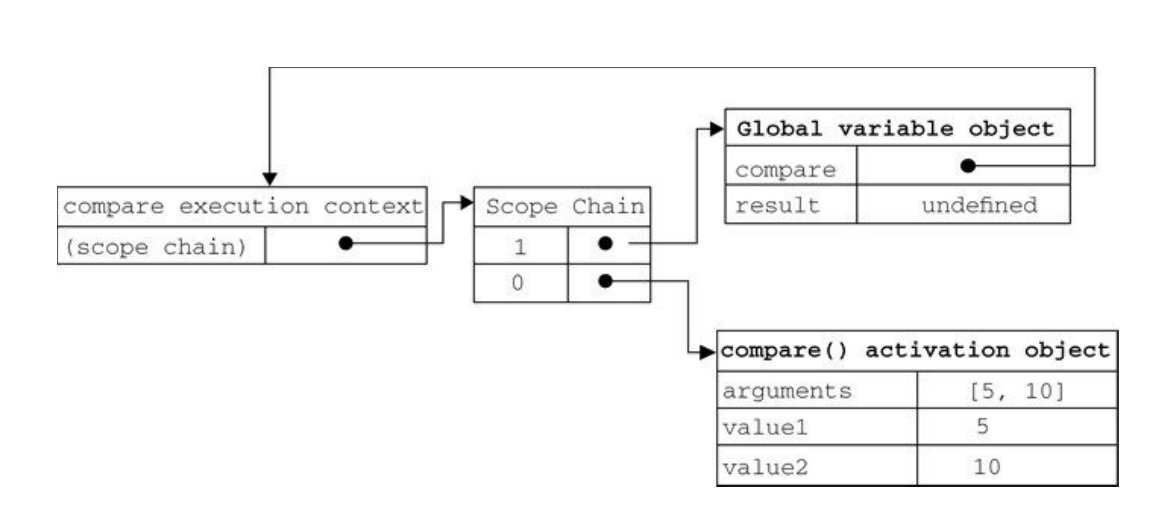 compare execution context
(scope chain)
Scope Chain
1
0
Global variable object
compare
result undefined
compare() activation object
arguments [5, 10]
value1 5
value2 10